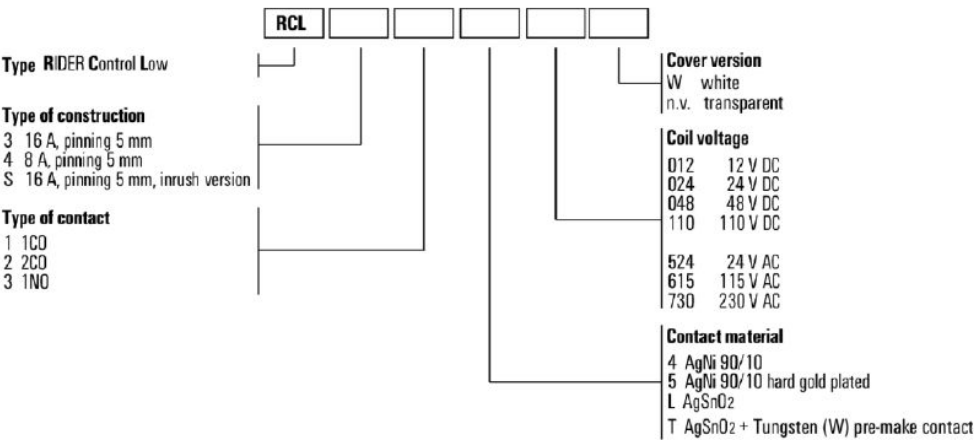 RCL
Type RIDER Control Low
Type of construction
3 16 A, pinning 5 mm
4 8 A, pinning 5 mm
S 16 A, pinning 5 mm, inrush version
Type of contact
1 1CO
2 2CO
3 1NO
Cover version
W white
n.v. transparent
Coil voltage
012 12 V DC
024 24 V DC
048 48 V DC
110 110 V DC
524 24 V AC
615 115 V AC
730 230 V AC
Contact material
4 AgNi 90/10
5 AgNi 90/10 hard gold plated
L AgSnO2
T AgSnO2 + Tungsten (W) pre-make contact